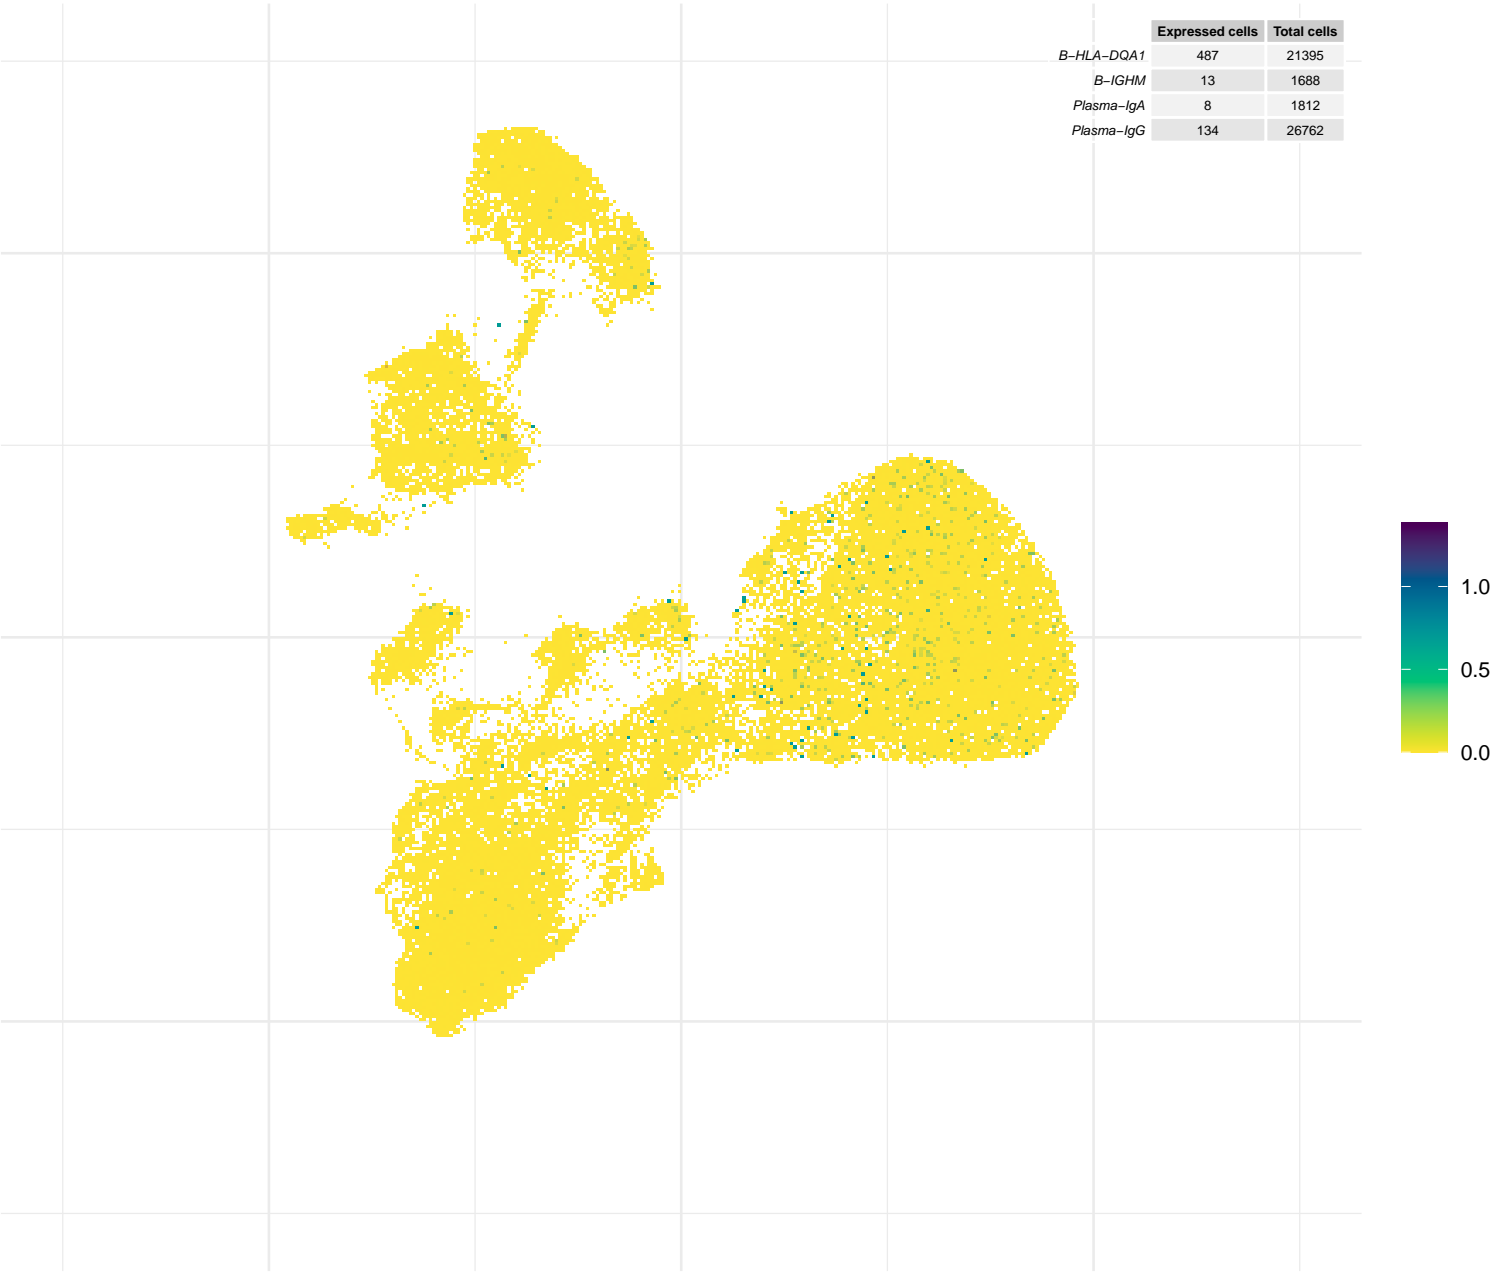 Expressed cells Total cells
B−HLA−DQA1 487 21395
B−IGHM 13 1688
Plasma−IgA 8 1812
Plasma−IgG 134 26762
1.0
0.5
0.0